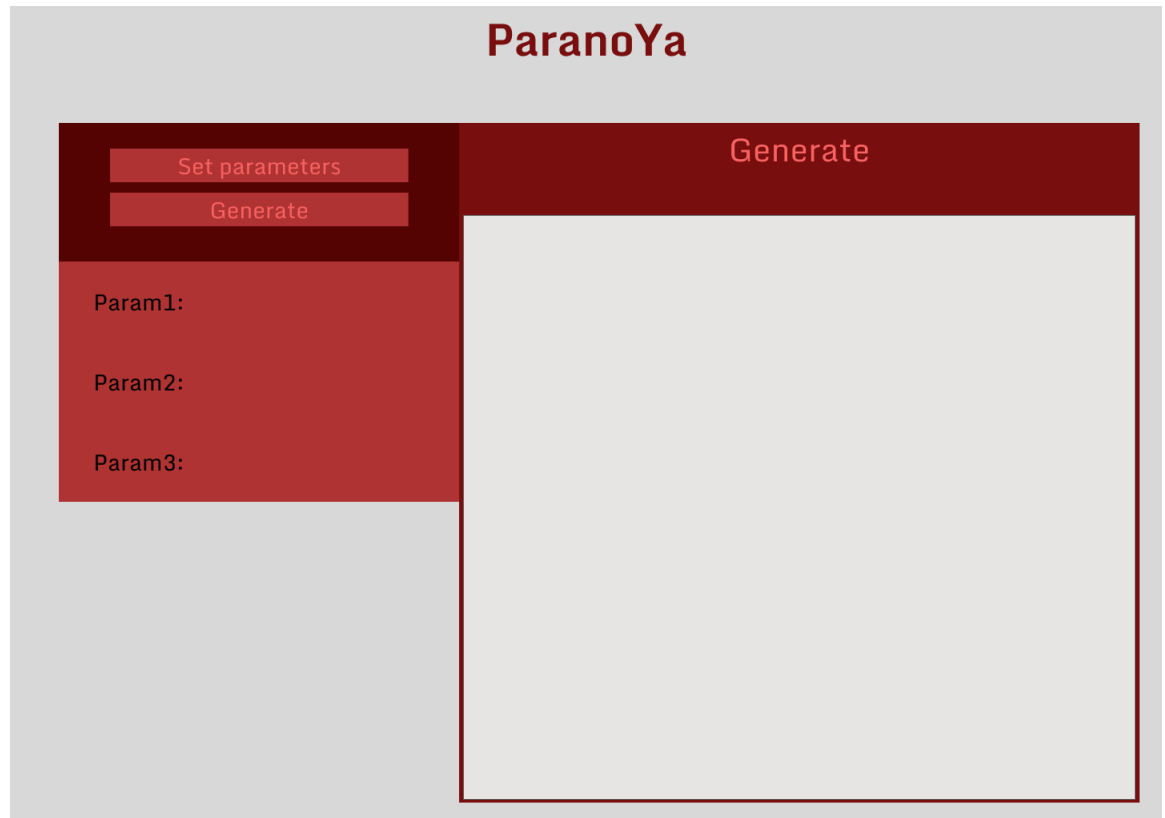 ParanoYa
Set parameters
Generate
Generate
Param1:
Param2:
Param3: